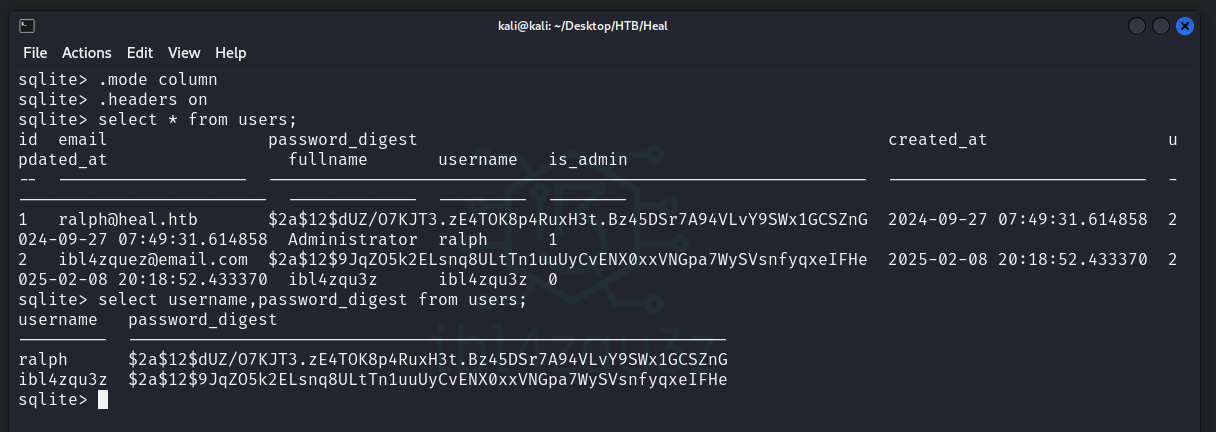 kali@kali: ~/Desktop/HTB/Heal
File Actions Edit View Help
sqlite> .mode column
sqlite> .headers on
sqlite> select * from users;
id email password_digest created_at u
pdated_at fullname username is_admin
1 ralph@heal.htb $2a$12$dUZ/O7KJT3.zE4TOK8p4RuxH3t.Bz45DSr7A94VLvY9SWx1GCSZnG 2024-09-27 07:49:31.614858 2
024-09-27 07:49:31.614858 Administrator ralph 1
2 ibl4zquez@email.com $2a$12$9JqZO5k2ELsnq8ULtTn1uuUyCvENX0xxVNGpa7WySVsnfyqxeIFHe 2025-02-08 20:18:52.433370 2
025-02-08 20:18:52.433370 ibl4zqu3z ibl4zqu3z 0
sqlite> select username,password_digest from users;
username password_digest
ralph $2a$12$dUZ/O7KJT3.zE4TOK8p4RuxH3t.Bz45DSr7A94VLvY9SWx1GCSZnG
ibl4zqu3z $2a$12$9JqZO5k2ELsnq8ULtTn1uuUyCvENX0xxVNGpa7WySVsnfyqxeIFHe
sqlite>
ibl4zqu3z